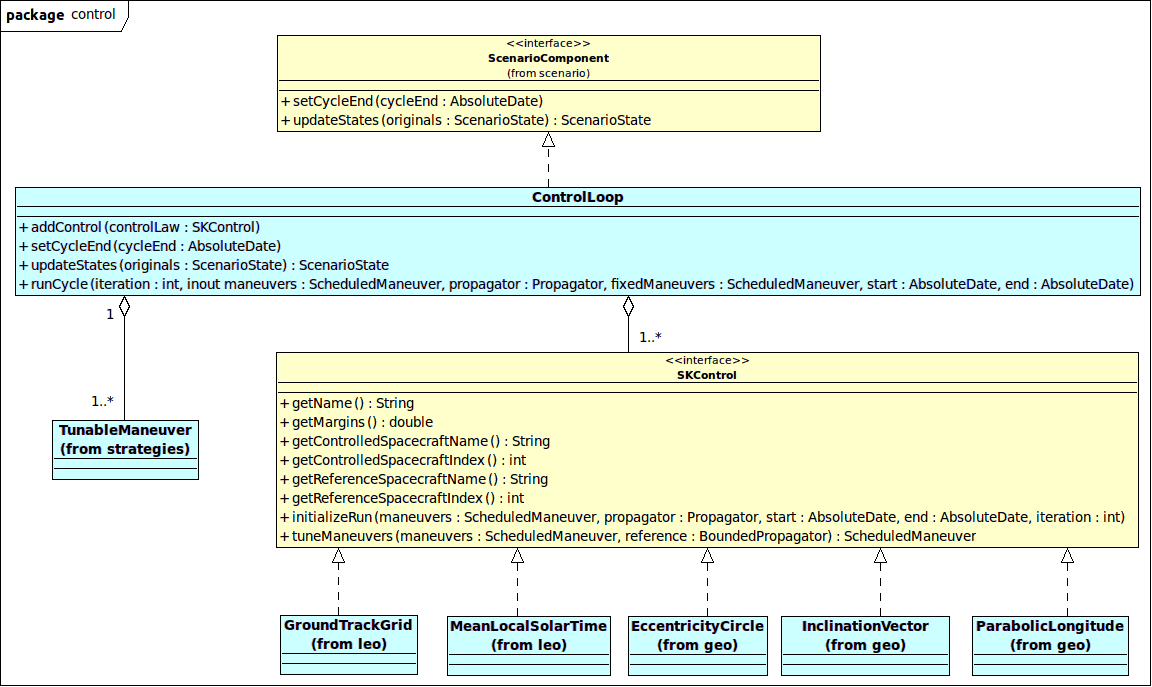 package control
<<interface>>
ScenarioComponent
(from scenario)
+ setCycleEnd(cycleEnd : AbsoluteDate)
+ updateStates(originals : ScenarioState) : ScenarioState
ControlLoop
+ addControl(controlLaw : SKControl)
+ setCycleEnd(cycleEnd : AbsoluteDate)
+ updateStates(originals : ScenarioState) : ScenarioState
+ runCycle(iteration : int, inout maneuvers : ScheduledManeuver, propagator : Propagator, fixedManeuvers : ScheduledManeuver, start : AbsoluteDate, end : AbsoluteDate)
1
1..*
1..*
TunableManeuver
(from strategies)
<<interface>>
SKControl
+ getName() : String
+ getMargins() : double
+ getControlledSpacecraftName() : String
+ getControlledSpacecraftIndex() : int
+ getReferenceSpacecraftName() : String
+ getReferenceSpacecraftIndex() : int
+ initializeRun(maneuvers : ScheduledManeuver, propagator : Propagator, start : AbsoluteDate, end : AbsoluteDate, iteration : int)
+ tuneManeuvers(maneuvers : ScheduledManeuver, reference : BoundedPropagator) : ScheduledManeuver
GroundTrackGrid
(from leo)
MeanLocalSolarTime
(from leo)
EccentricityCircle
(from geo)
InclinationVector
(from geo)
ParabolicLongitude
(from geo)